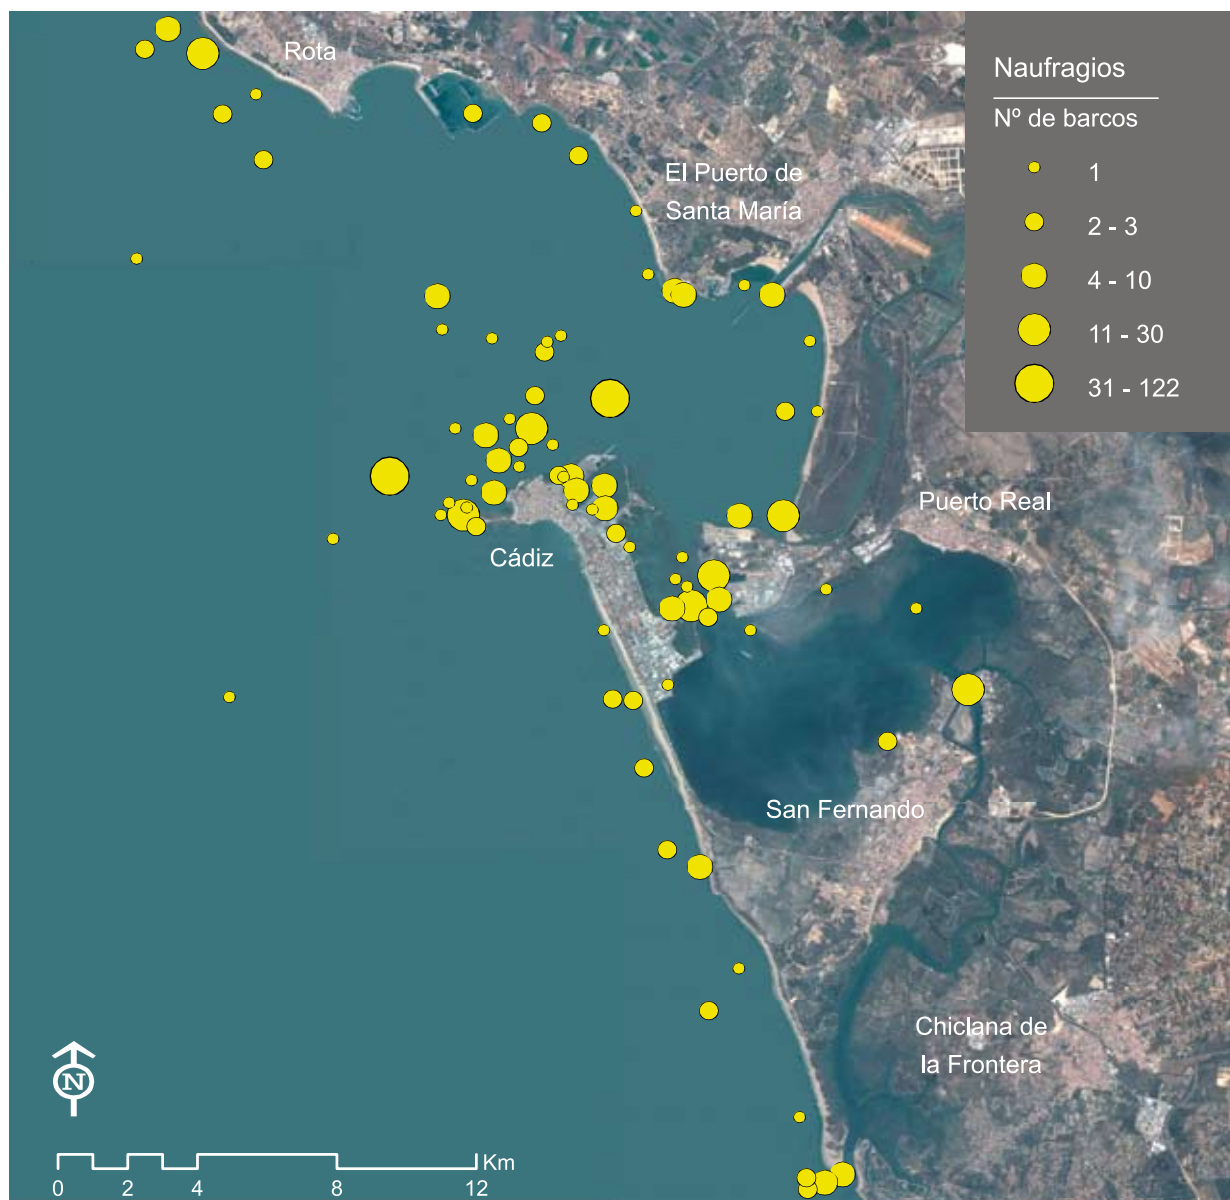 Rota
El Puerto de
Santa María
Puerto Real
Cádiz
San Fernando
Chiclana de
la Frontera
Naufragios
Nº de barcos
1
2 - 3
4 - 10
11 - 30
31 - 122
N
Km
0 2 4 8 12